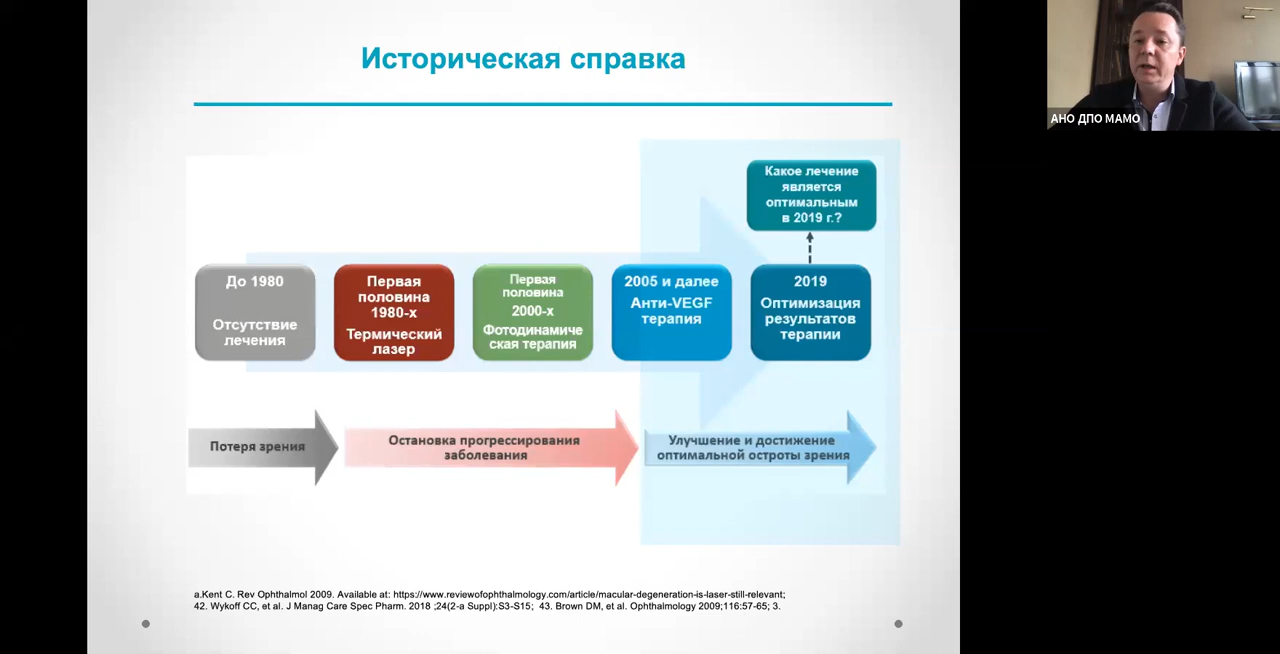 Историческая справка
АНО ДПО МАМО
Какое лечение
является
оптимальным
в 2019 г.?
До 1980
Отсутствие
лечения
Первая
половина
1980-х
Термический
лазер
Первая
половина
2000-х
Фотодинамиче
ская терапия
2005 и далее
Анти-VEGF
терапия
2019
Оптимизация
результатов
терапии
Потеря зрения
Остановка прогрессирования
заболевания
Улучшение и достижение
оптимальной остроты зрения
a.Kent C. Rev Ophthalmol 2009. Available at: https://www.reviewofophthalmology.com/article/macular-degeneration-is-laser-still-relevant;
42. Wykoff CC, et al. J Manag Care Spec Pharm. 2018 ;24(2-a Suppl):S3-S15; 43. Brown DM, et al. Ophthalmology 2009;116:57-65; 3.